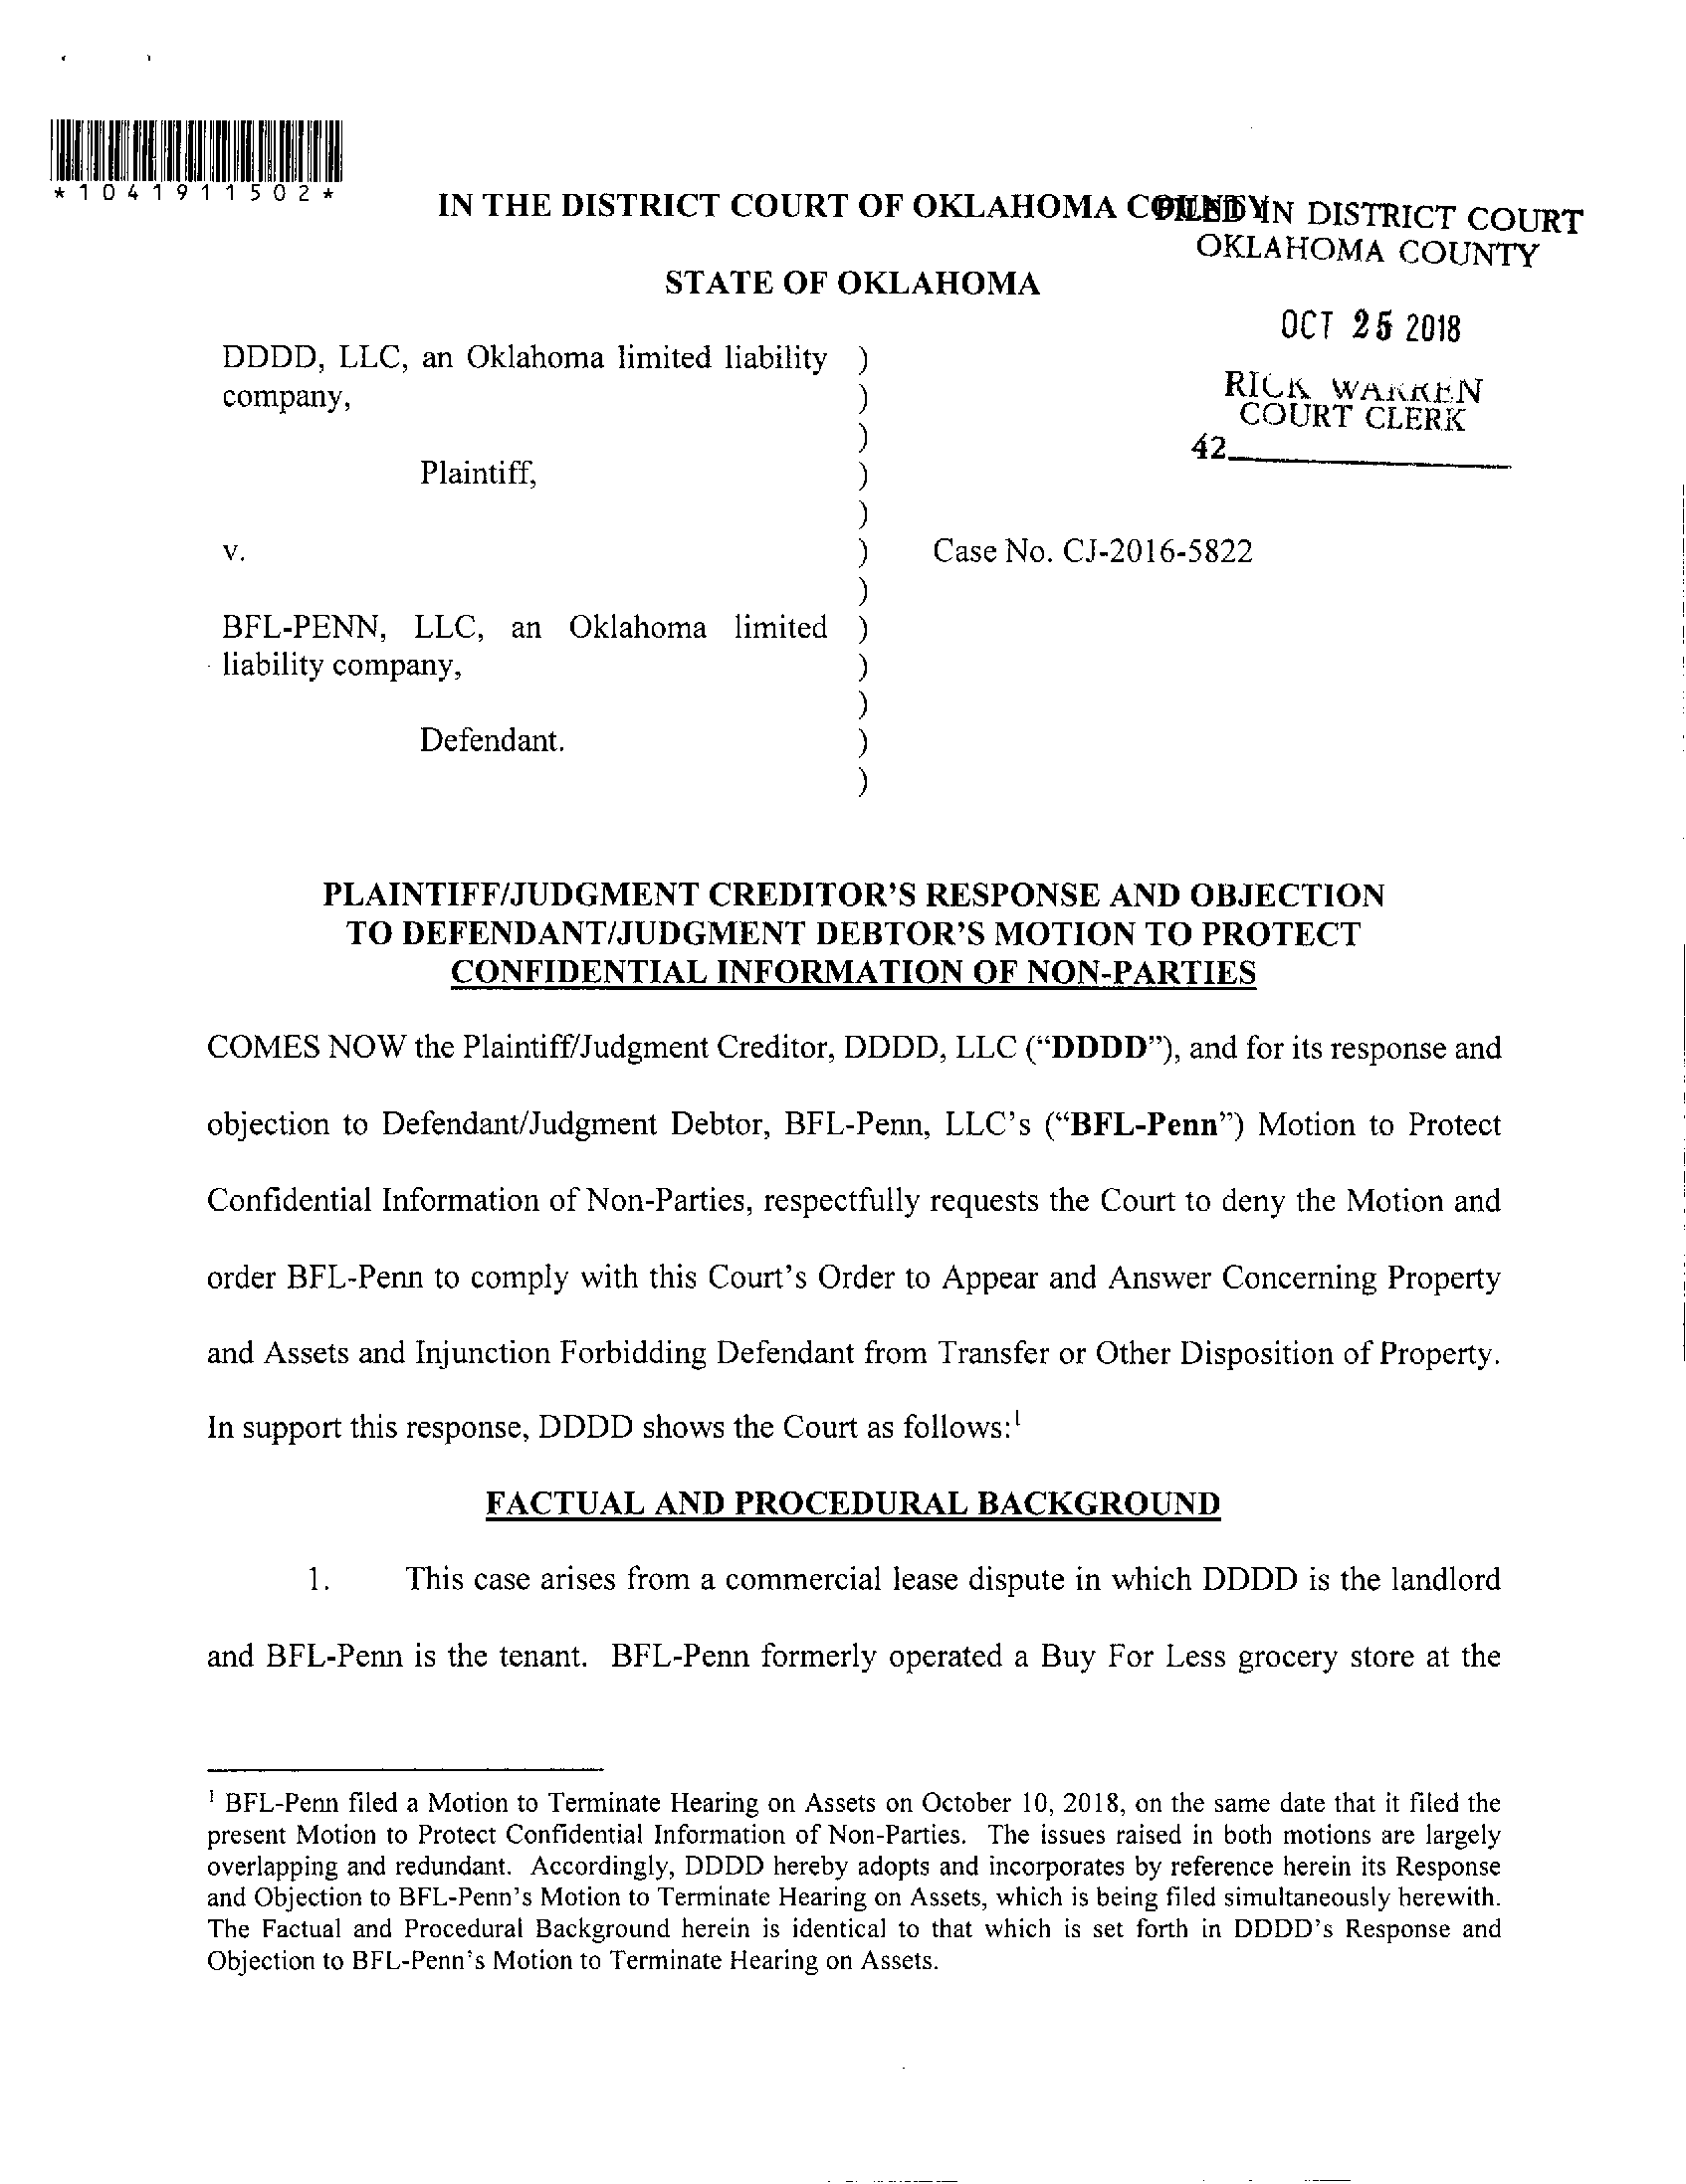 *1041911502*
IN THE DISTRICT COURT OF OKLAHOMA COUNTY
FILED IN DISTRICT COURT
OKLAHOMA COUNTY
STATE OF OKLAHOMA
OCT 25 2018
RICK WARREN
COURT CLERK
42
DDDD, LLC, an Oklahoma limited liability )
company, )
)
Plaintiff, )
)
v. ) Case No. CJ-2016-5822
)
BFL-PENN, LLC, an Oklahoma limited )
liability company, )
)
Defendant. )
)
PLAINTIFF/JUDGMENT CREDITOR'S RESPONSE AND OBJECTION
TO DEFENDANT/JUDGMENT DEBTOR'S MOTION TO PROTECT
CONFIDENTIAL INFORMATION OF NON-PARTIES
COMES NOW the Plaintiff/Judgment Creditor, DDDD, LLC ("DDDD"), and for its response and
objection to Defendant/Judgment Debtor, BFL-Penn, LLC's ("BFL-Penn") Motion to Protect
Confidential Information of Non-Parties, respectfully requests the Court to deny the Motion and
order BFL-Penn to comply with this Court's Order to Appear and Answer Concerning Property
and Assets and Injunction Forbidding Defendant from Transfer or Other Disposition of Property.
In support this response, DDDD shows the Court as follows:1
FACTUAL AND PROCEDURAL BACKGROUND
1. This case arises from a commercial lease dispute in which DDDD is the landlord
and BFL-Penn is the tenant. BFL-Penn formerly operated a Buy For Less grocery store at the
1 BFL-Penn filed a Motion to Terminate Hearing on Assets on October 10, 2018, on the same date that it filed the
present Motion to Protect Confidential Information of Non-Parties. The issues raised in both motions are largely
overlapping and redundant. Accordingly, DDDD hereby adopts and incorporates by reference herein its Response
and Objection to BFL-Penn's Motion to Terminate Hearing on Assets, which is being filed simultaneously herewith.
The Factual and Procedural Background herein is identical to that which is set forth in DDDD's Response and
Objection to BFL-Penn's Motion to Terminate Hearing on Assets.